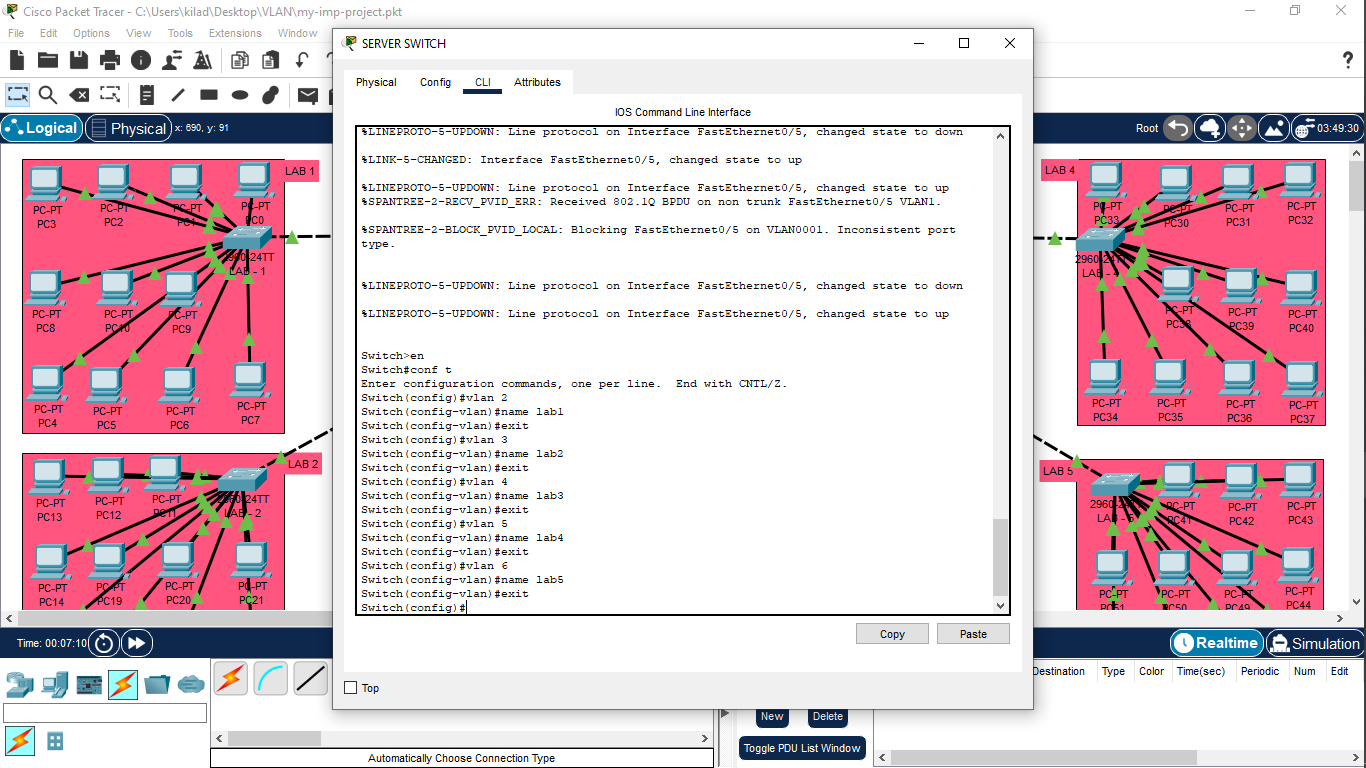 Cisco Packet Tracer - C:\Users\kilad\Desktop\VLAN\my-imp-project.pkt
File Edit Options View Tools Extensions Window
Logical Physical x: 690, y: 91
Root 03:49:30
SERVER SWITCH
Physical Config CLI Attributes
IOS Command Line Interface
%LINEPROTO-5-UPDOWN: Line protocol on Interface FastEthernet0/5, changed state to down
%LINK-5-CHANGED: Interface FastEthernet0/5, changed state to up
%LINEPROTO-5-UPDOWN: Line protocol on Interface FastEthernet0/5, changed state to up
%SPANTREE-2-RECV_PVID_ERR: Received 802.1Q BPDU on non trunk FastEthernet0/5 VLAN1.
%SPANTREE-2-BLOCK_PVID_LOCAL: Blocking FastEthernet0/5 on VLAN0001. Inconsistent port
type.
%LINEPROTO-5-UPDOWN: Line protocol on Interface FastEthernet0/5, changed state to down
%LINEPROTO-5-UPDOWN: Line protocol on Interface FastEthernet0/5, changed state to up
Switch>en
Switch#conf t
Enter configuration commands, one per line.  End with CNTL/Z.
Switch(config)#vlan 2
Switch(config-vlan)#name lab1
Switch(config-vlan)#exit
Switch(config)#vlan 3
Switch(config-vlan)#name lab2
Switch(config-vlan)#exit
Switch(config)#vlan 4
Switch(config-vlan)#name lab3
Switch(config-vlan)#exit
Switch(config)#vlan 5
Switch(config-vlan)#name lab4
Switch(config-vlan)#exit
Switch(config)#vlan 6
Switch(config-vlan)#name lab5
Switch(config-vlan)#exit
Switch(config)#
Copy Paste
Top
LAB 1
PC-PT PC-PT PC-PT PC-PT
PC3 PC2 PC1 PC0
2960-24TT
LAB - 1
PC-PT PC-PT PC-PT
PC8 PC10 PC9
PC-PT PC-PT PC-PT PC-PT
PC4 PC5 PC6 PC7
LAB 2
2960-24TT
LAB - 2
PC-PT PC-PT PC-PT
PC13 PC12 PC11
PC-PT PC-PT PC-PT PC-PT
PC14 PC19 PC20 PC21
LAB 4
PC-PT PC-PT PC-PT PC-PT
PC33 PC30 PC31 PC32
2960-24TT
LAB - 4
PC-PT PC-PT PC-PT
PC38 PC39 PC40
PC-PT PC-PT PC-PT PC-PT
PC34 PC35 PC36 PC37
LAB 5
2960-24TT
LAB - 5
PC-PT PC-PT PC-PT
PC41 PC42 PC43
PC-PT PC-PT PC-PT PC-PT
PC51 PC50 PC49 PC44
Time: 00:07:10
Realtime Simulation
Destination Type Color Time(sec) Periodic Num Edit
New Delete
Toggle PDU List Window
Automatically Choose Connection Type